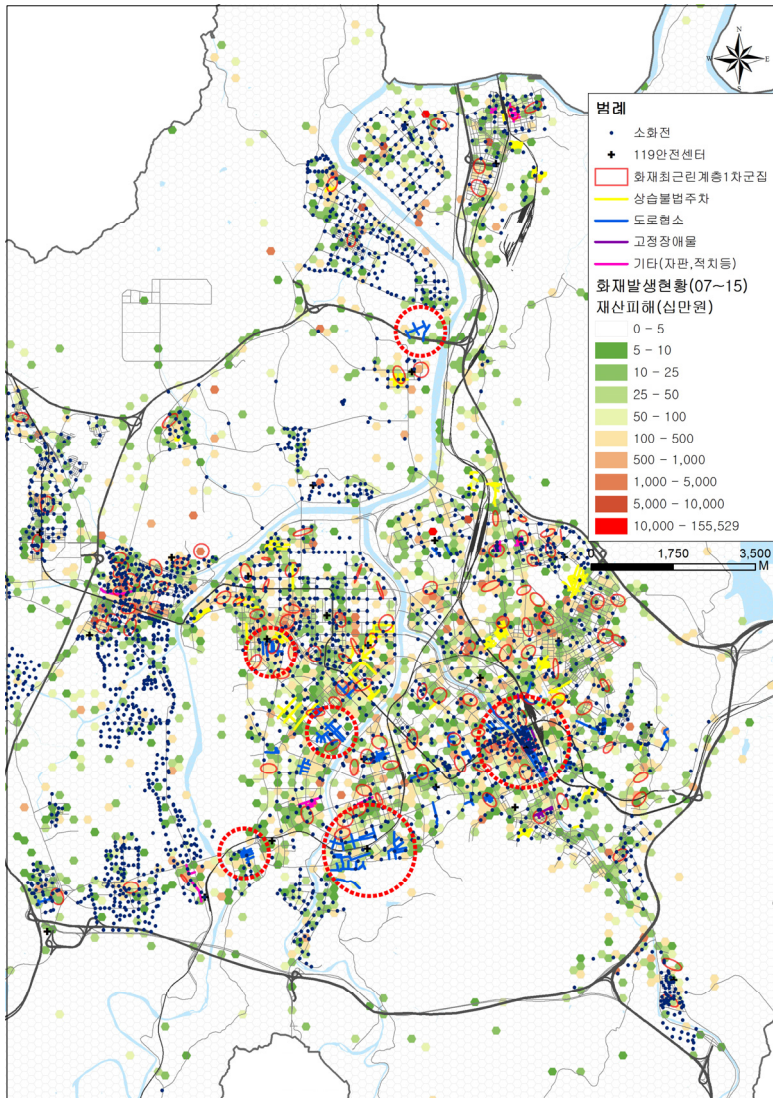 N
W
E
S
범례
소화전
119안전센터
화재최근린계층1차군집
상습불법주차
도로협소
고정장애물
기타(자판,적치등)
화재발생현황(07~15)
재산피해(십만원)
0 - 5
5 - 10
10 - 25
25 - 50
50 - 100
100 - 500
500 - 1,000
1,000 - 5,000
5,000 - 10,000
10,000 - 155,529
1,750 3,500
M